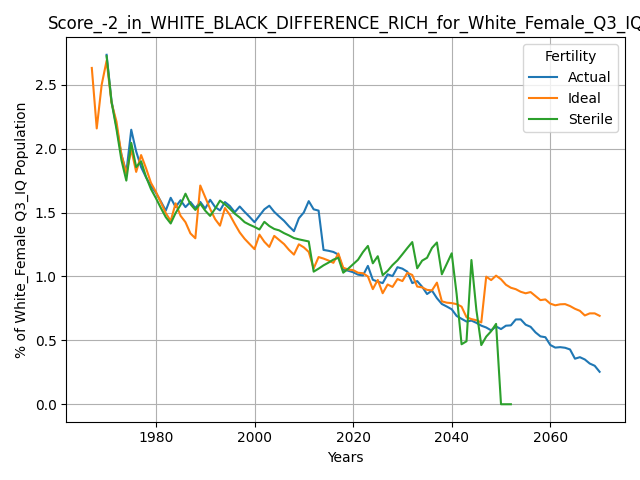 Score_-2_in_WHITE_BLACK_DIFFERENCE_RICH_for_White_Female_Q3_IQ
Fertility
Actual
Ideal
Sterile
% of White_Female Q3_IQ Population
2.5
2.0
1.5
1.0
0.5
0.0
1980 2000 2020 2040 2060
Years